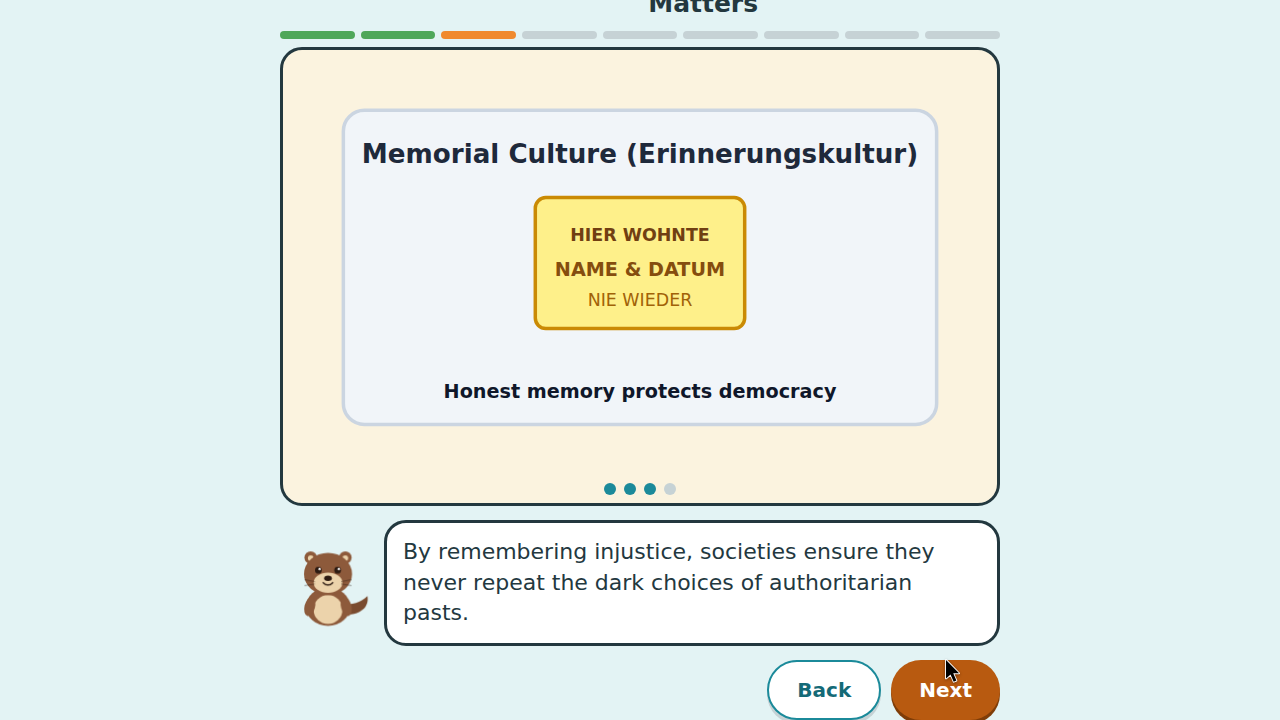 Matters
Memorial Culture (Erinnerungskultur)
HIER WOHNTE
NAME & DATUM
NIE WIEDER
Honest memory protects democracy
By remembering injustice, societies ensure they
never repeat the dark choices of authoritarian
pasts.
Back
Next